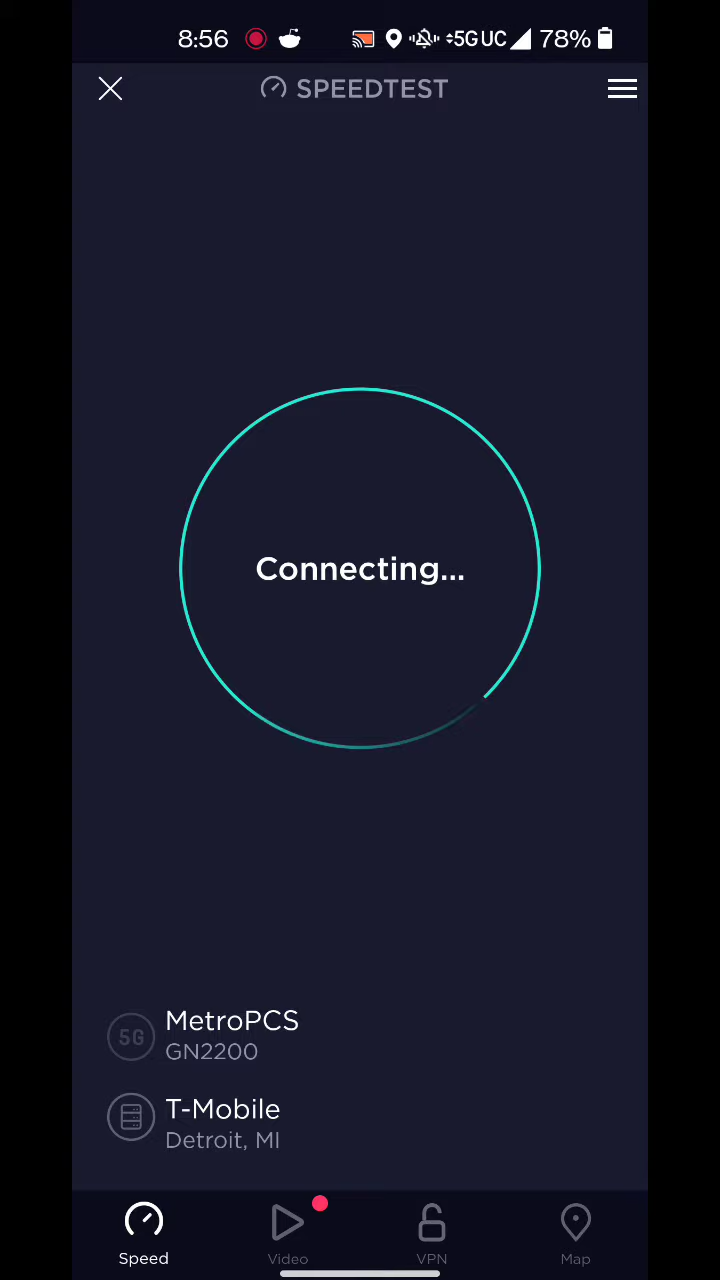 8:56 5G UC 78%
SPEEDTEST
Connecting...
5G MetroPCS
GN2200
T-Mobile
Detroit, MI
Speed Video VPN Map